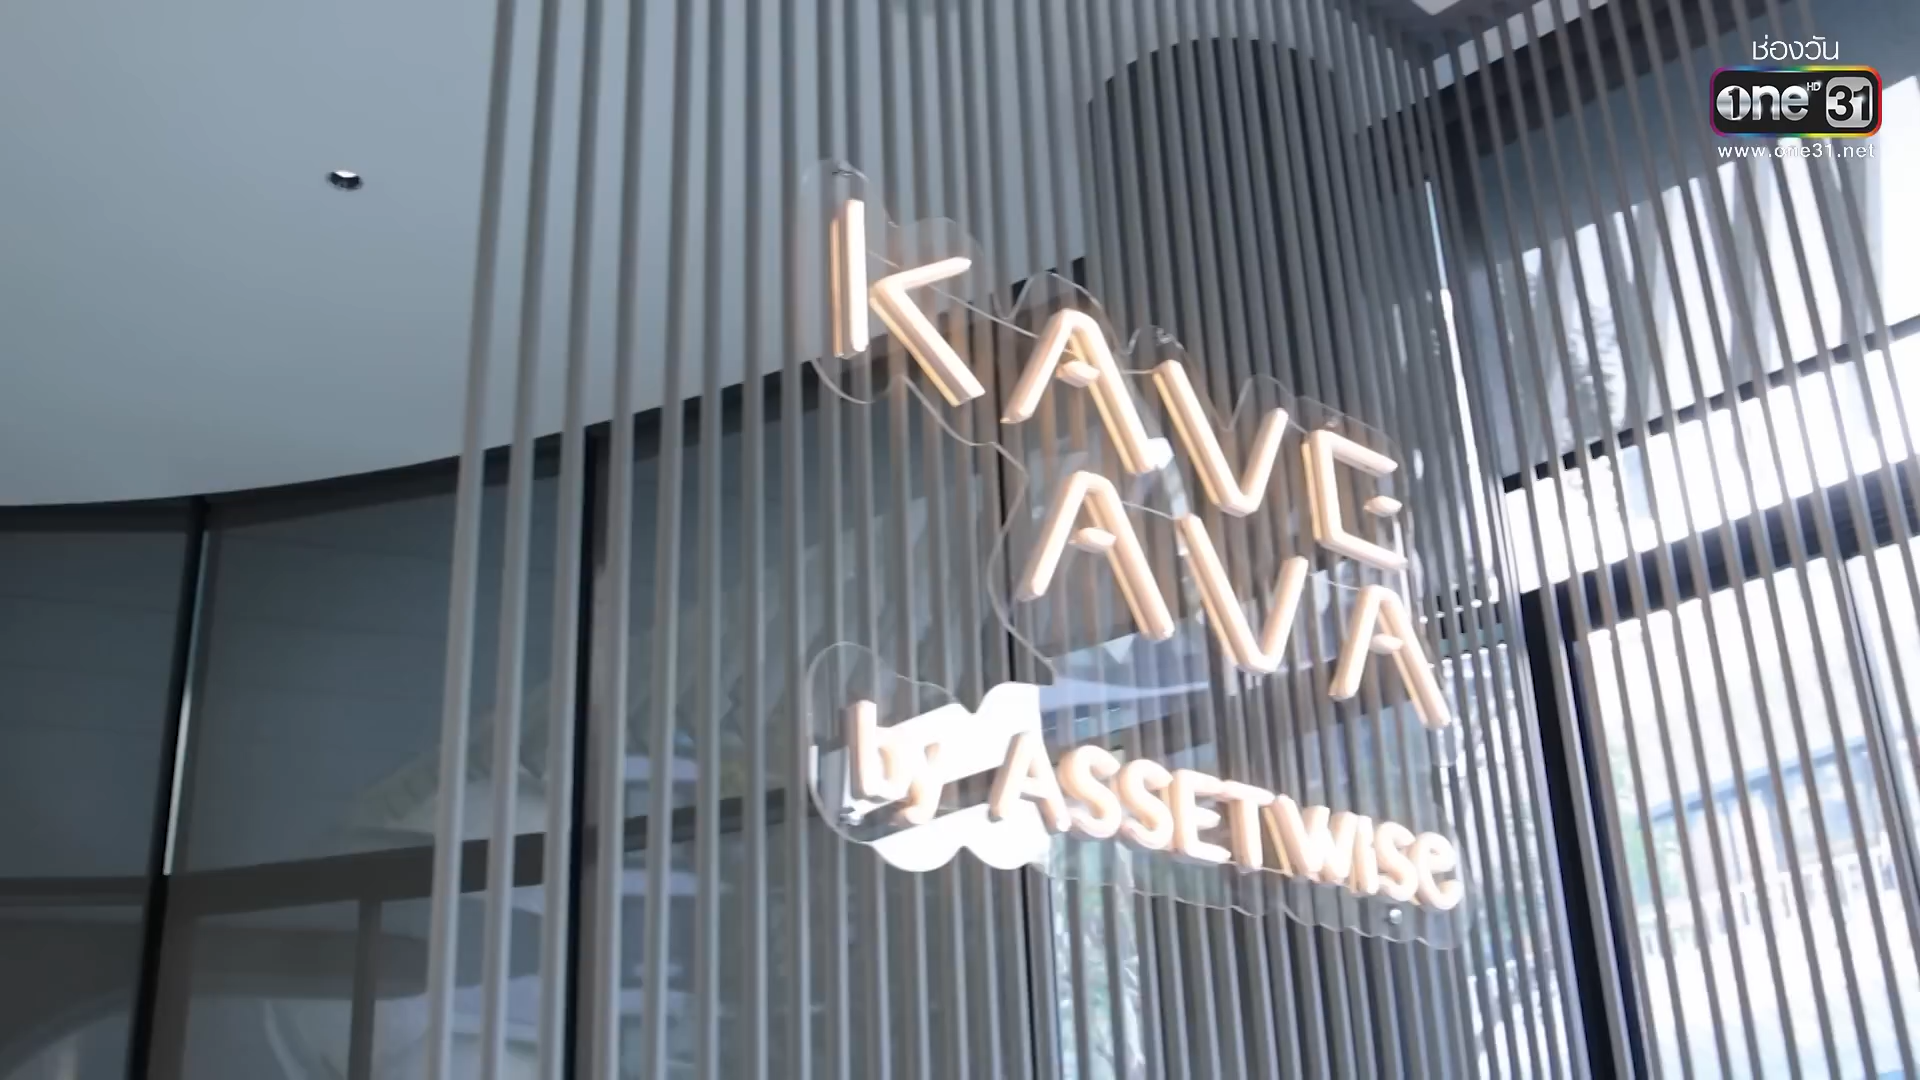 ช่องวัน
one HD 31
www.one31.net
KAVE
AVA
by ASSETWISE